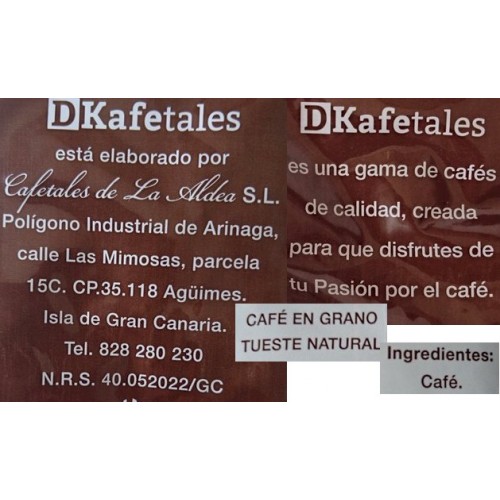 DKafetales
está elaborado por
Cafetales de La Aldea S.L.
Polígono Industrial de Arinaga,
calle Las Mimosas, parcela
15C. CP.35.118 Agüimes.
Isla de Gran Canaria.
Tel. 828 280 230
N.R.S. 40.052022/GC
DKafetales
es una gama de cafés
de calidad, creada
para que disfrutes de
tu Pasión por el café.
CAFÉ EN GRANO
TUESTE NATURAL
Ingredientes:
Café.